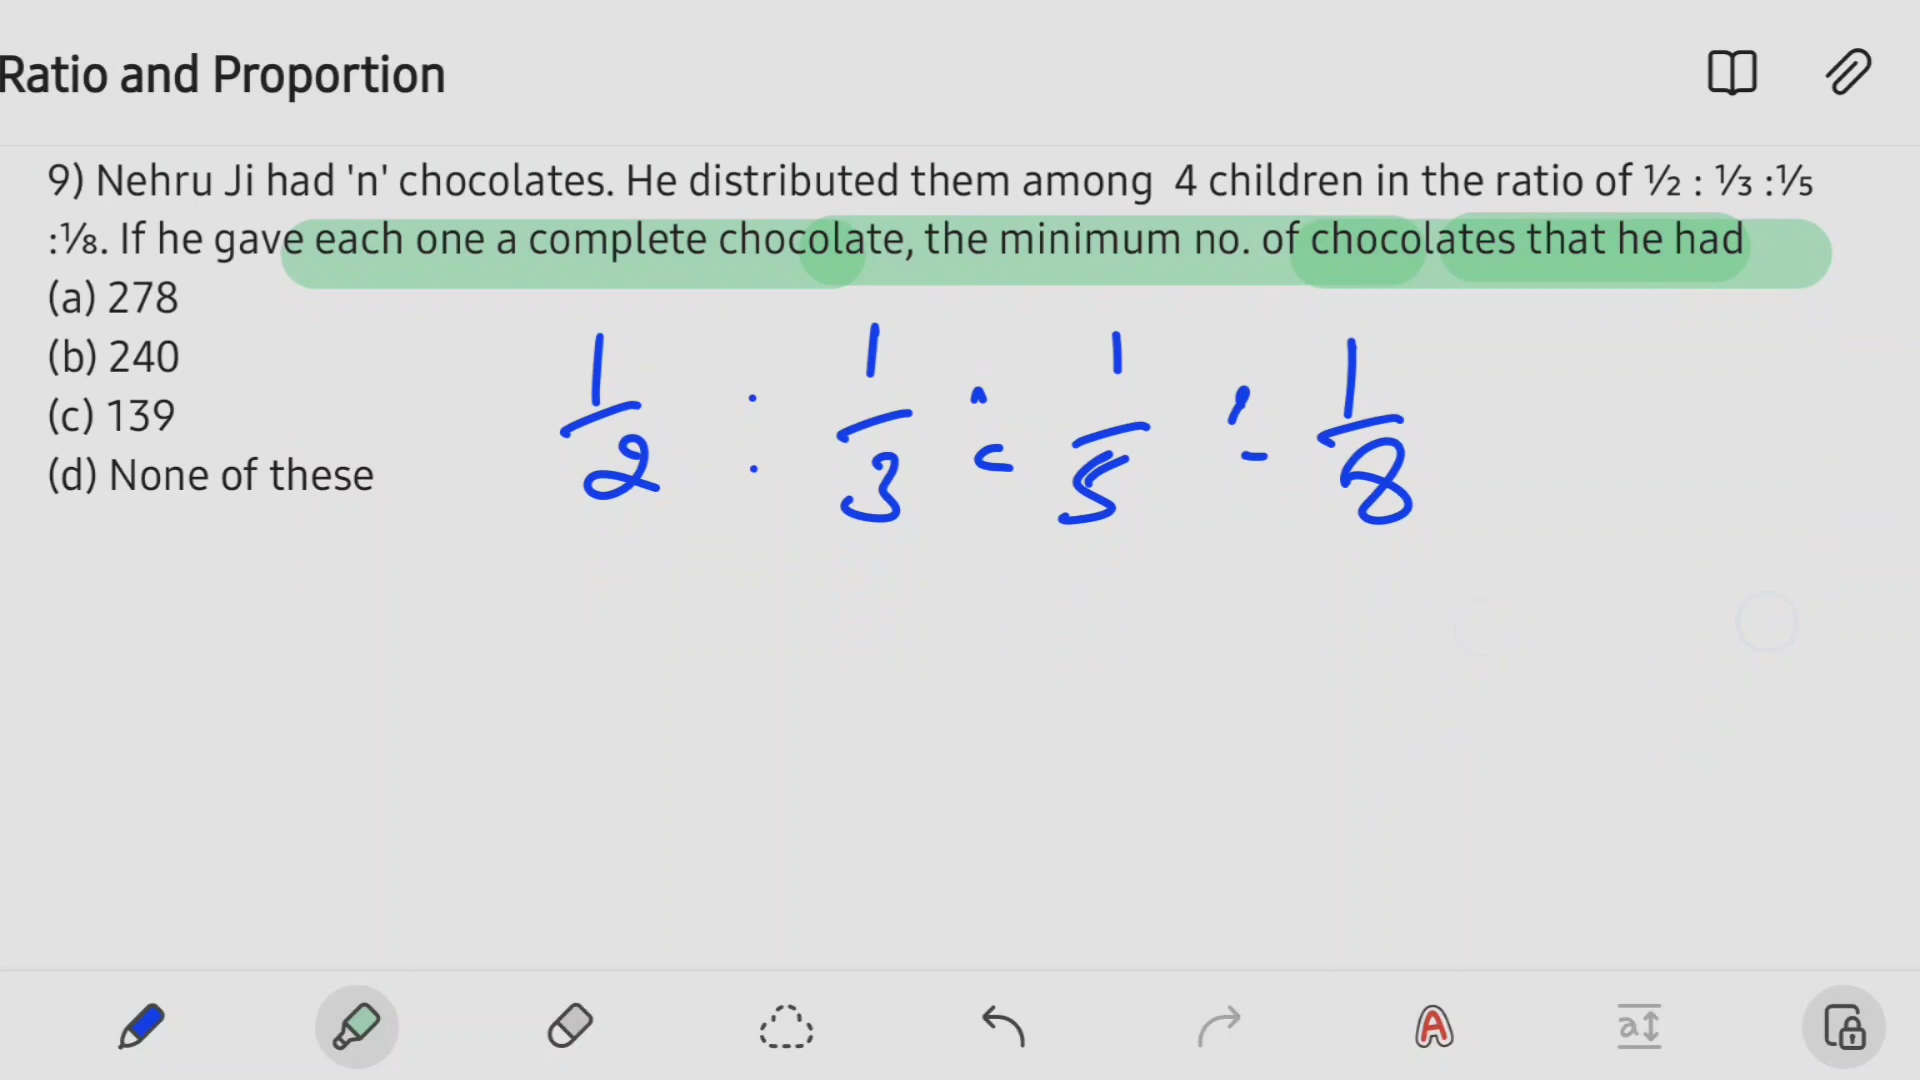 Ratio and Proportion
9) Nehru Ji had 'n' chocolates. He distributed them among 4 children in the ratio of ½ : ⅓ :⅕
:⅛. If he gave each one a complete chocolate, the minimum no. of chocolates that he had
(a) 278
(b) 240
(c) 139
(d) None of these
1/2 : 1/3 : 1/5 : 1/8
A
a